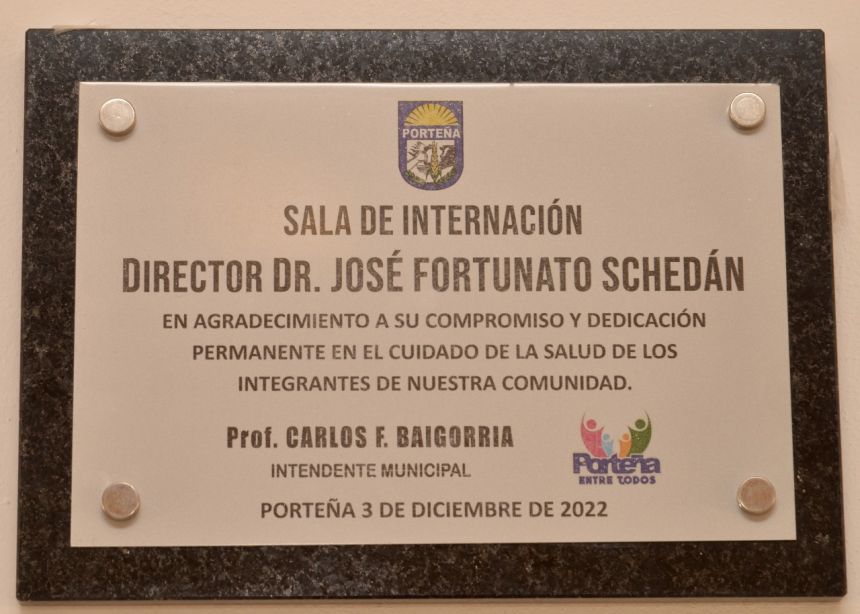 PORTEÑA
SALA DE INTERNACIÓN
DIRECTOR DR. JOSÉ FORTUNATO SCHEDÁN
EN AGRADECIMIENTO A SU COMPROMISO Y DEDICACIÓN
PERMANENTE EN EL CUIDADO DE LA SALUD DE LOS
INTEGRANTES DE NUESTRA COMUNIDAD.
Prof. CARLOS F. BAIGORRIA
INTENDENTE MUNICIPAL
Porteña
ENTRE TODOS
PORTEÑA 3 DE DICIEMBRE DE 2022